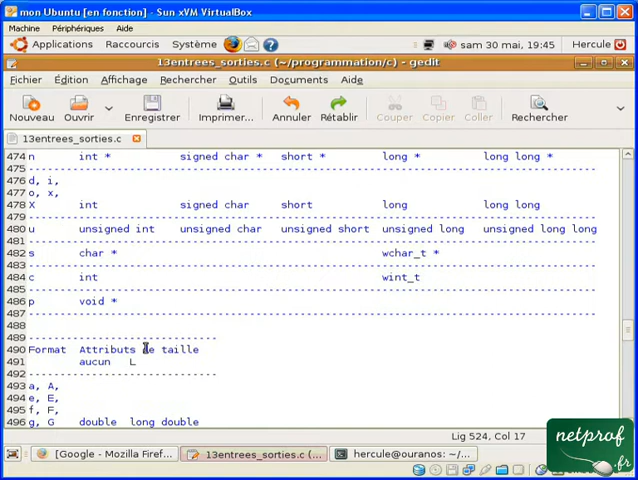 mon Ubuntu [en fonction] - Sun xVM VirtualBox
Machine Périphériques Aide
Applications Raccourcis Système sam 30 mai, 19:45 Hercule
13entrees_sorties.c (~/programmation/c) - gedit
Fichier Édition Affichage Rechercher Outils Documents Aide
Nouveau Ouvrir Enregistrer Imprimer... Annuler Rétablir Couper Copier Coller Rechercher
13entrees_sorties.c
474 n int * signed char * short * long * long long *
475 ------------------------------------------------------------------------------------------
476 d, i,
477 o, x,
478 X int signed char short long long long
479 ------------------------------------------------------------------------------------------
480 u unsigned int unsigned char unsigned short unsigned long unsigned long long
481 ------------------------------------------------------------------------------------------
482 s char * wchar_t *
483 ------------------------------------------------------------------------------------------
484 c int wint_t
485 ------------------------------------------------------------------------------------------
486 p void *
487 ------------------------------------------------------------------------------------------
488
489 ------------------------------
490 Format Attributs de taille
491 aucun L
492 ------------------------------
493 a, A,
494 e, E,
495 f, F,
496 g, G double long double
Lig 524, Col 17
[Google - Mozilla Firef... 13entrees_sorties.c (... hercule@ouranos: ~/...
netprof
.fr